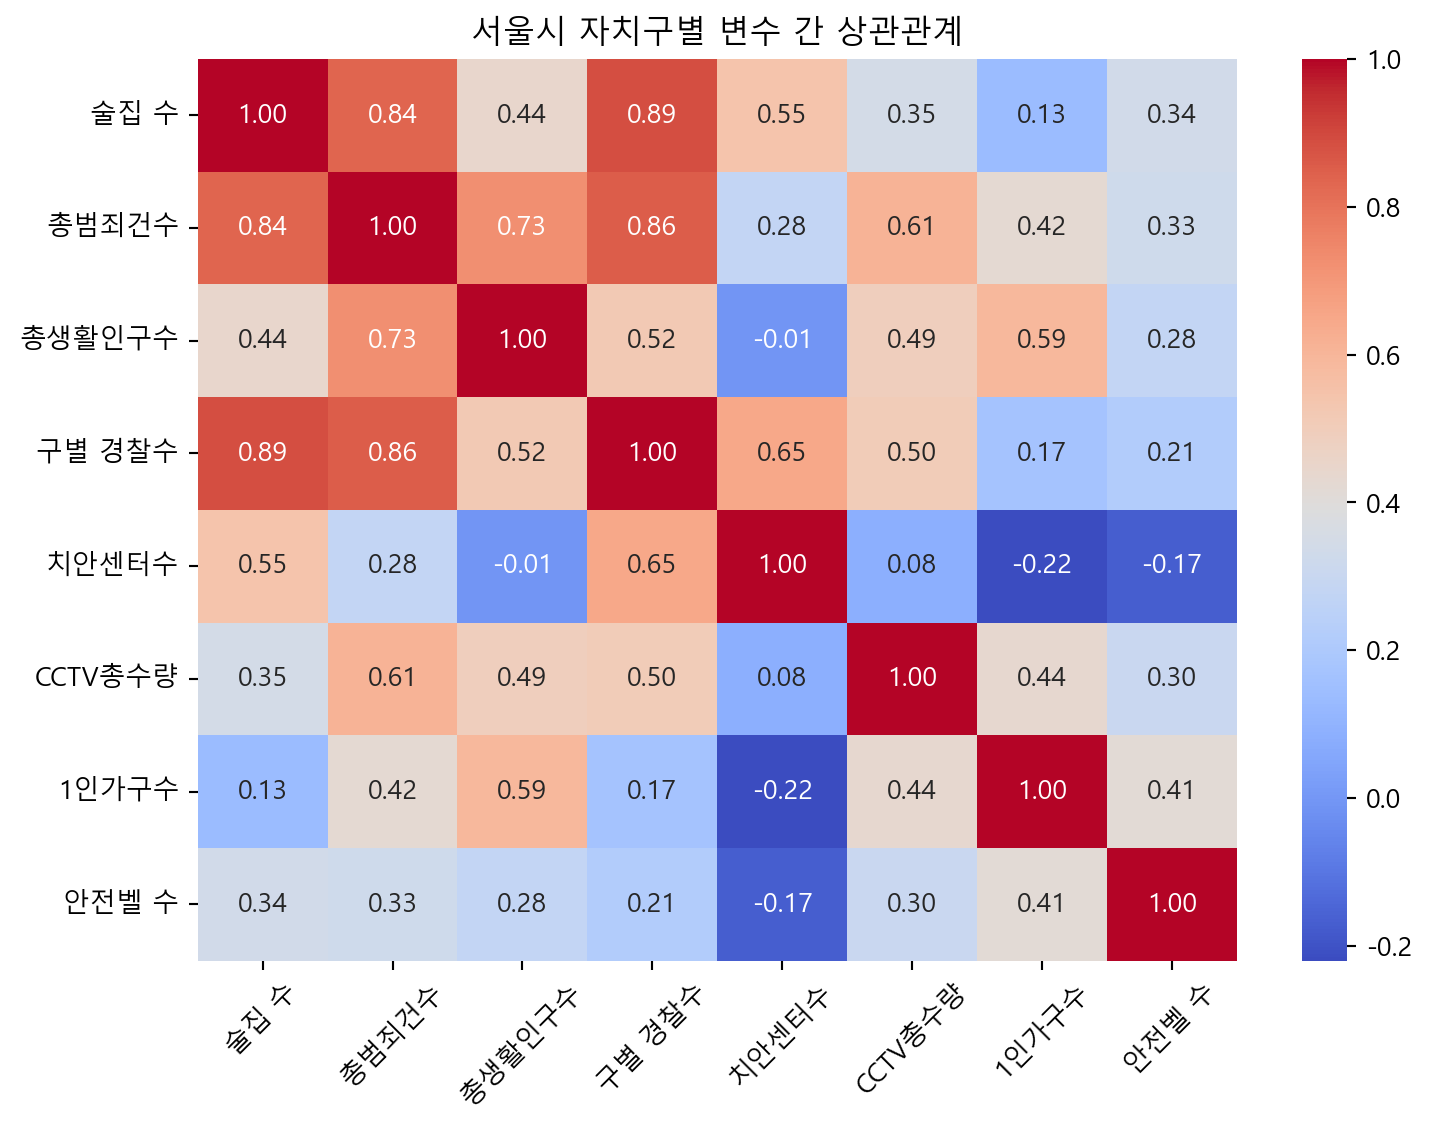 서울시 자치구별 변수 간 상관관계
술집 수 1.00 0.84 0.44 0.89 0.55 0.35 0.13 0.34
총범죄건수 0.84 1.00 0.73 0.86 0.28 0.61 0.42 0.33
총생활인구수 0.44 0.73 1.00 0.52 -0.01 0.49 0.59 0.28
구별 경찰수 0.89 0.86 0.52 1.00 0.65 0.50 0.17 0.21
치안센터수 0.55 0.28 -0.01 0.65 1.00 0.08 -0.22 -0.17
CCTV총수량 0.35 0.61 0.49 0.50 0.08 1.00 0.44 0.30
1인가구수 0.13 0.42 0.59 0.17 -0.22 0.44 1.00 0.41
안전벨 수 0.34 0.33 0.28 0.21 -0.17 0.30 0.41 1.00
술집 수 총범죄건수 총생활인구수 구별 경찰수 치안센터수 CCTV총수량 1인가구수 안전벨 수
1.0
0.8
0.6
0.4
0.2
0.0
-0.2